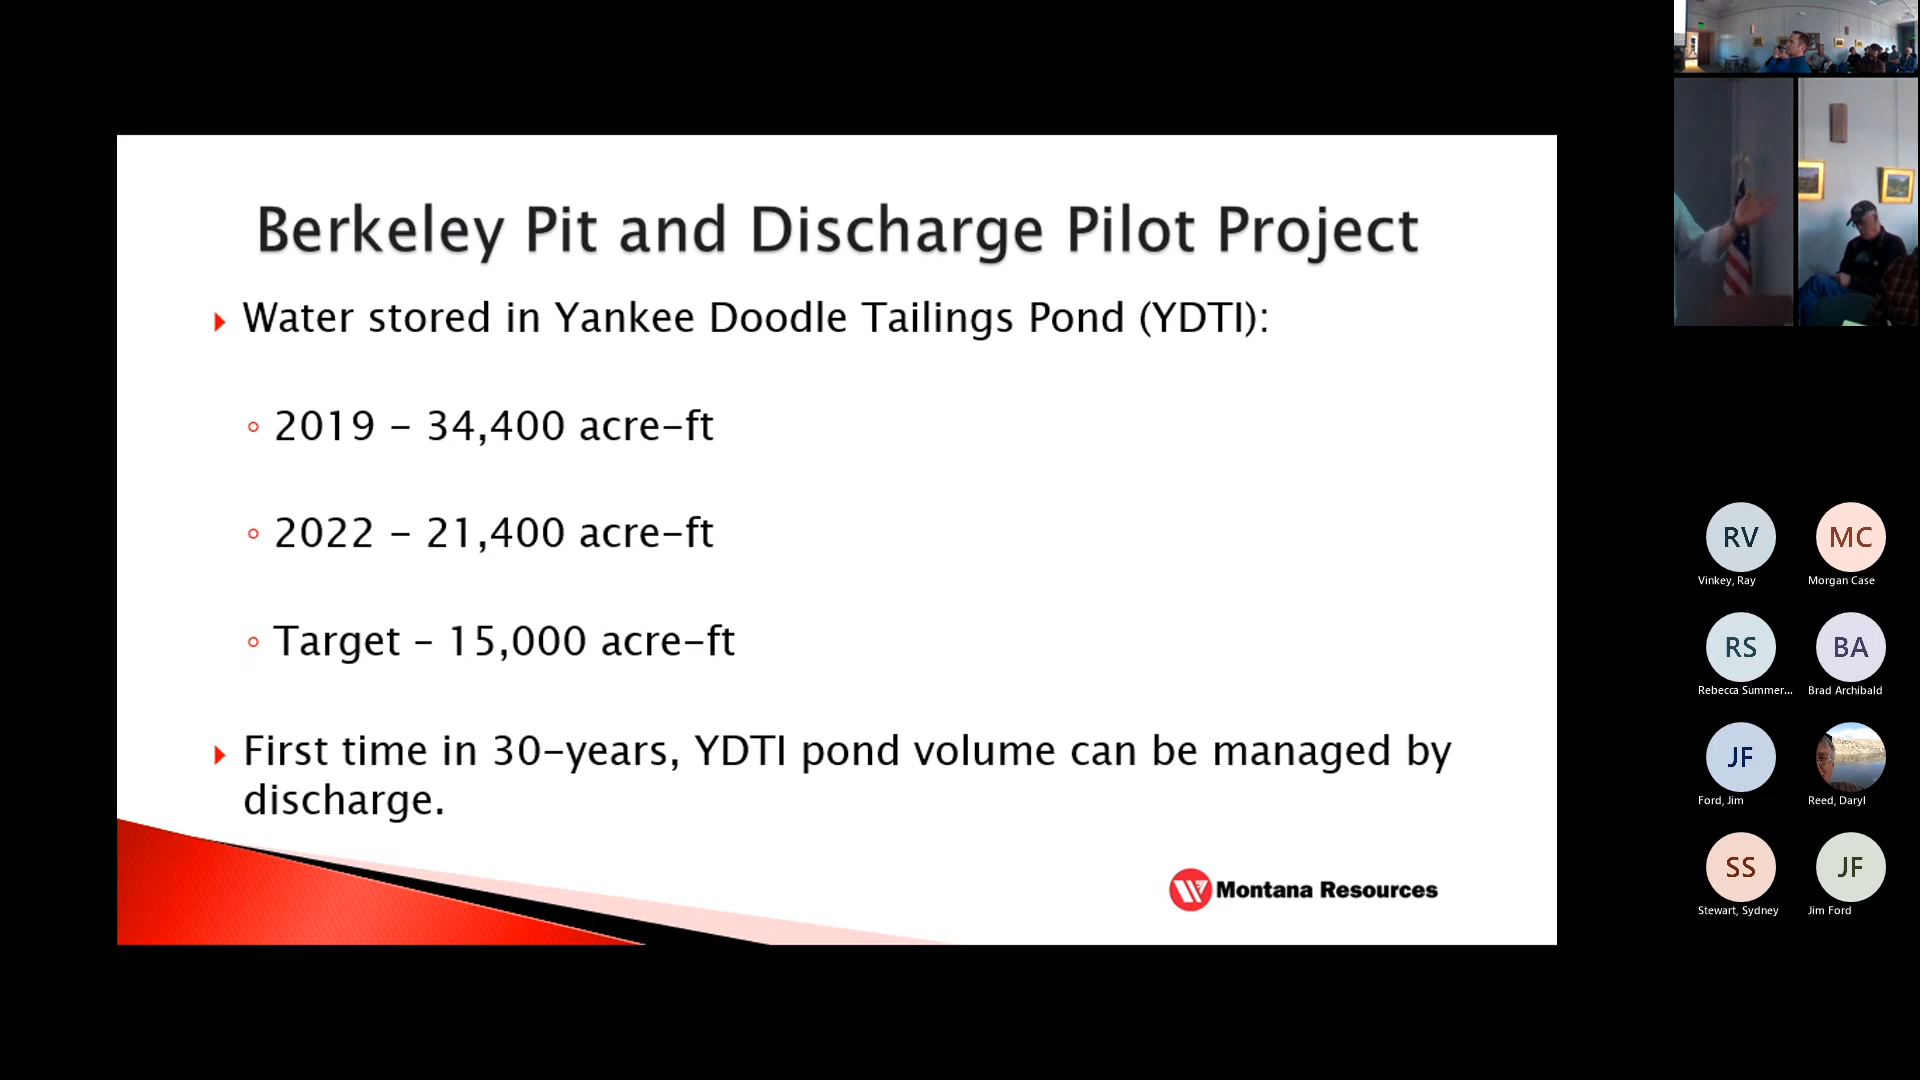 Berkeley Pit and Discharge Pilot Project
Water stored in Yankee Doodle Tailings Pond (YDTI):
2019 – 34,400 acre-ft
2022 – 21,400 acre-ft
Target – 15,000 acre-ft
First time in 30-years, YDTI pond volume can be managed by
discharge.
Montana Resources
RV
MC
Vinkey, Ray
Morgan Case
RS
BA
Rebecca Summer...
Brad Archibald
JF
Ford, Jim
Reed, Daryl
SS
JF
Stewart, Sydney
Jim Ford